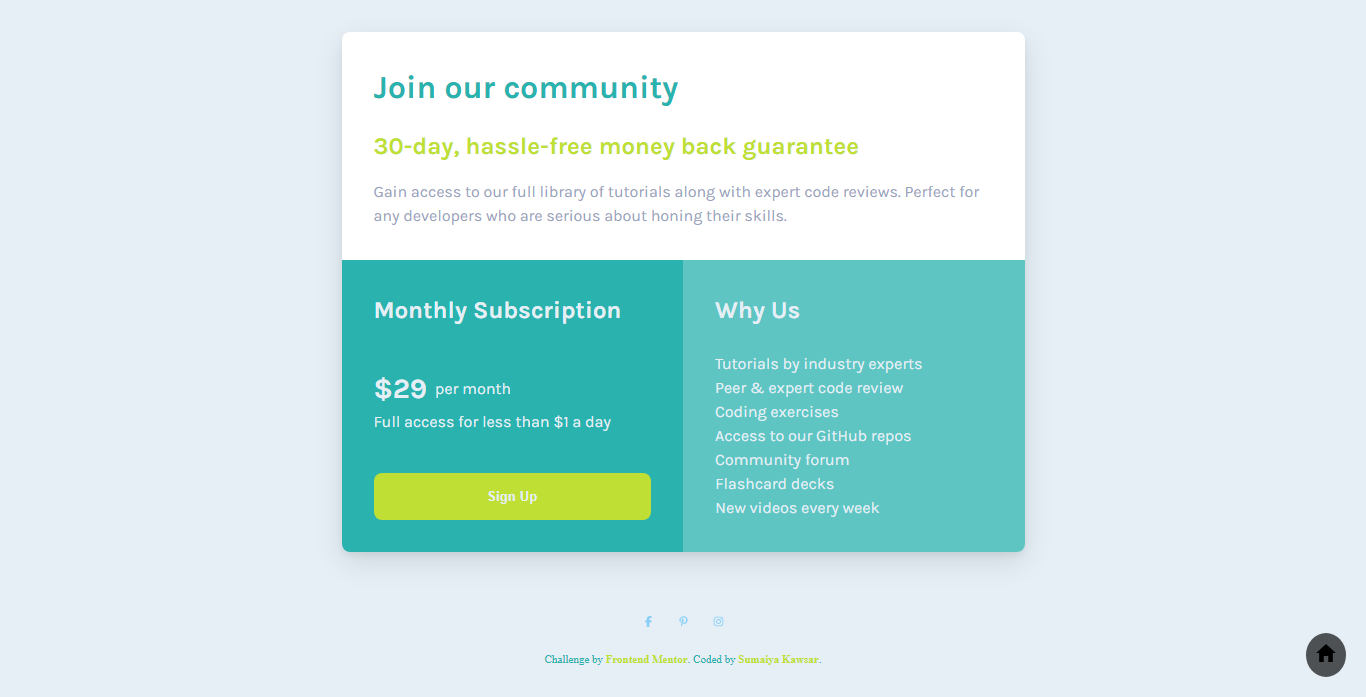 Join our community
30-day, hassle-free money back guarantee
Gain access to our full library of tutorials along with expert code reviews. Perfect for
any developers who are serious about honing their skills.
Monthly Subscription
$29 per month
Full access for less than $1 a day
Sign Up
Why Us
Tutorials by industry experts
Peer & expert code review
Coding exercises
Access to our GitHub repos
Community forum
Flashcard decks
New videos every week
Challenge by Frontend Mentor. Coded by Sumaiya Kawsar.